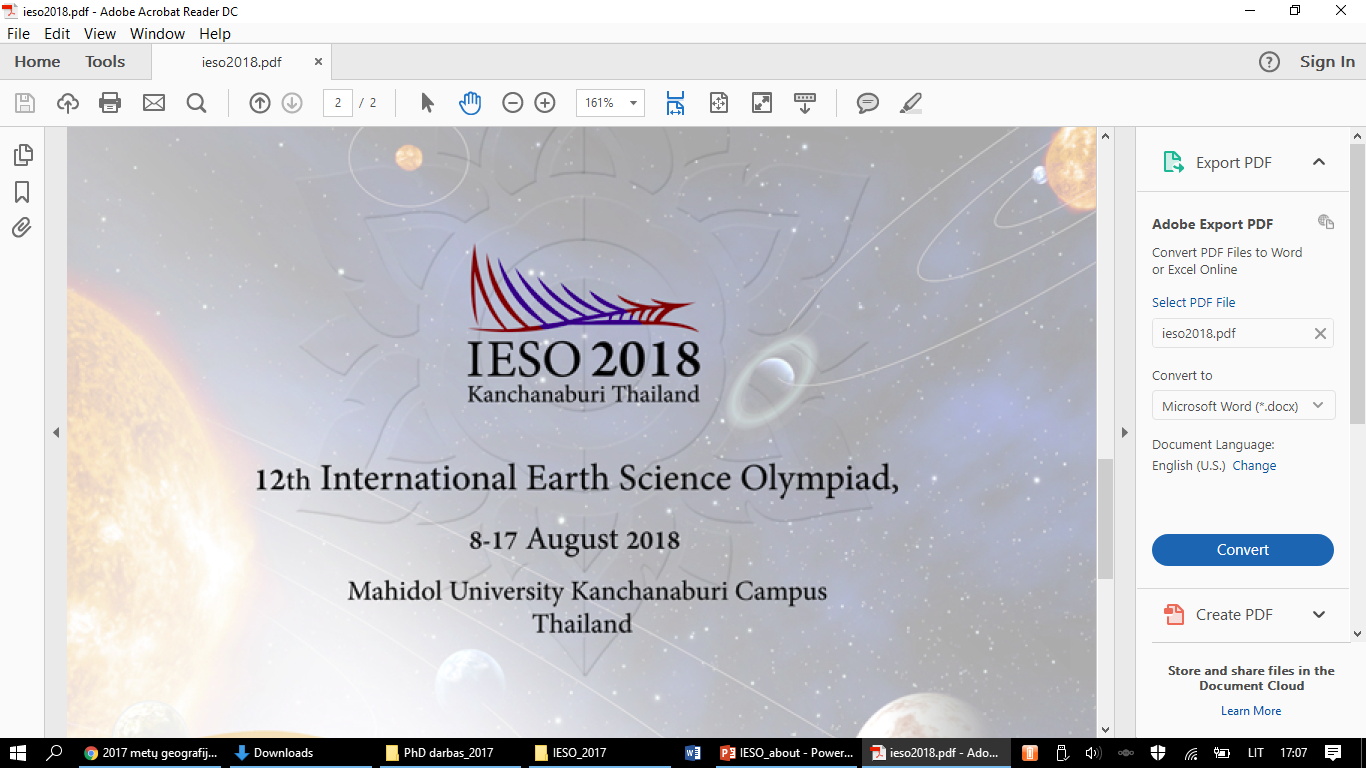 ieso2018.pdf - Adobe Acrobat Reader DC
File Edit View Window Help
Home Tools ieso2018.pdf × ? Sign In
2 / 2 161%
Export PDF
Adobe Export PDF
Convert PDF Files to Word
or Excel Online
Select PDF File
ieso2018.pdf
Convert to
Microsoft Word (*.docx)
Document Language:
English (U.S.) Change
Convert
Create PDF
Store and share files in the
Document Cloud
Learn More
IESO 2018
Kanchanaburi Thailand
12th International Earth Science Olympiad,
8-17 August 2018
Mahidol University Kanchanaburi Campus
Thailand
2017 metų geografij... Downloads PhD darbas_2017 IESO_2017 IESO_about - Power... ieso2018.pdf - Ado... LIT 17:07